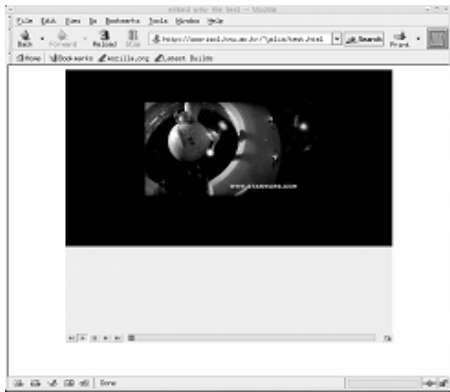 embed wmv file test - Mozilla
File Edit View Go Bookmarks Tools Window Help
Back Forward Reload Stop Search Print
Home Bookmarks mozilla.org Latest Builds
www.starwars.com
Done